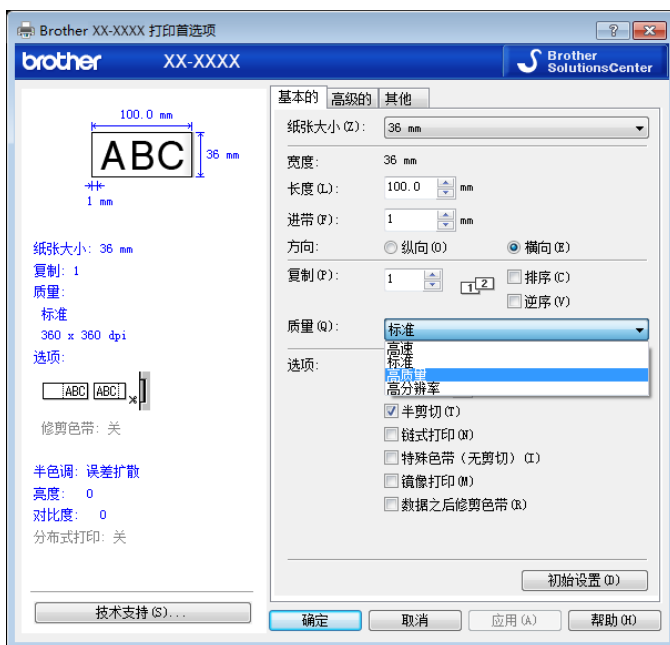 Brother XX-XXXX 打印首选项
brother XX-XXXX
Brother
SolutionsCenter
100.0 mm
ABC
36 mm
1 mm
纸张大小: 36 mm
复制: 1
质量:
标准
360 x 360 dpi
选项:
ABC ABC
修剪色带: 关
半色调: 误差扩散
亮度: 0
对比度: 0
分布式打印: 关
技术支持(S)...
基本的 高级的 其他
纸张大小(Z): 36 mm
宽度: 36 mm
长度(L): 100.0 mm
进带(F): 1 mm
方向: 纵向(O) 横向(E)
复制(P): 1 1 2 排序(C)
逆序(V)
质量(Q): 标准
高速
标准
高质量
高分辨率
选项:
半剪切(T)
链式打印(N)
特殊色带（无剪切）(I)
镜像打印(M)
数据之后修剪色带(R)
初始设置(D)
确定 取消 应用(A) 帮助(H)